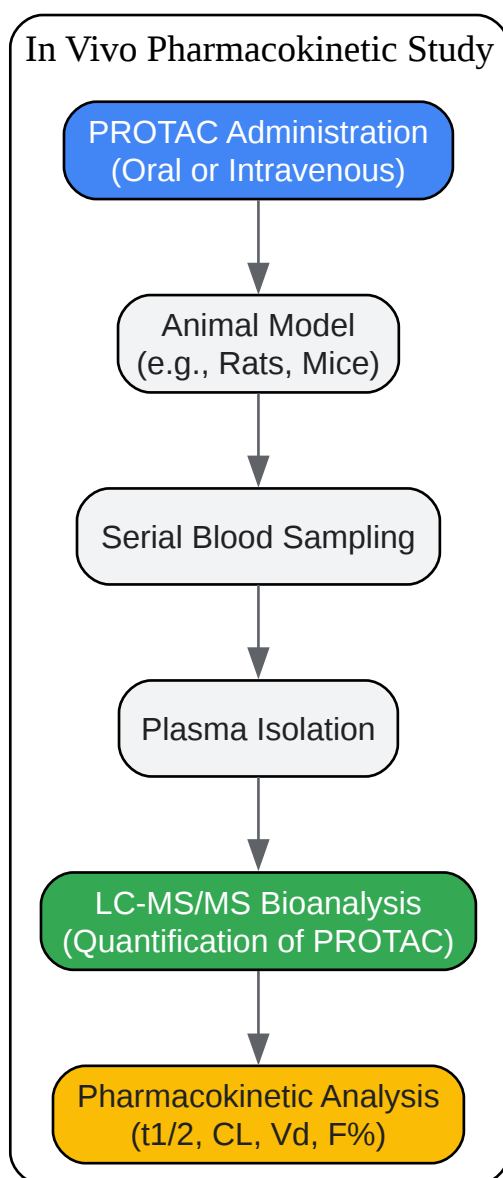 In Vivo Pharmacokinetic Study
PROTAC Administration
(Oral or Intravenous)
Animal Model
(e.g., Rats, Mice)
Serial Blood Sampling
Plasma Isolation
LC-MS/MS Bioanalysis
(Quantification of PROTAC)
Pharmacokinetic Analysis
(t1/2, CL, Vd, F%)